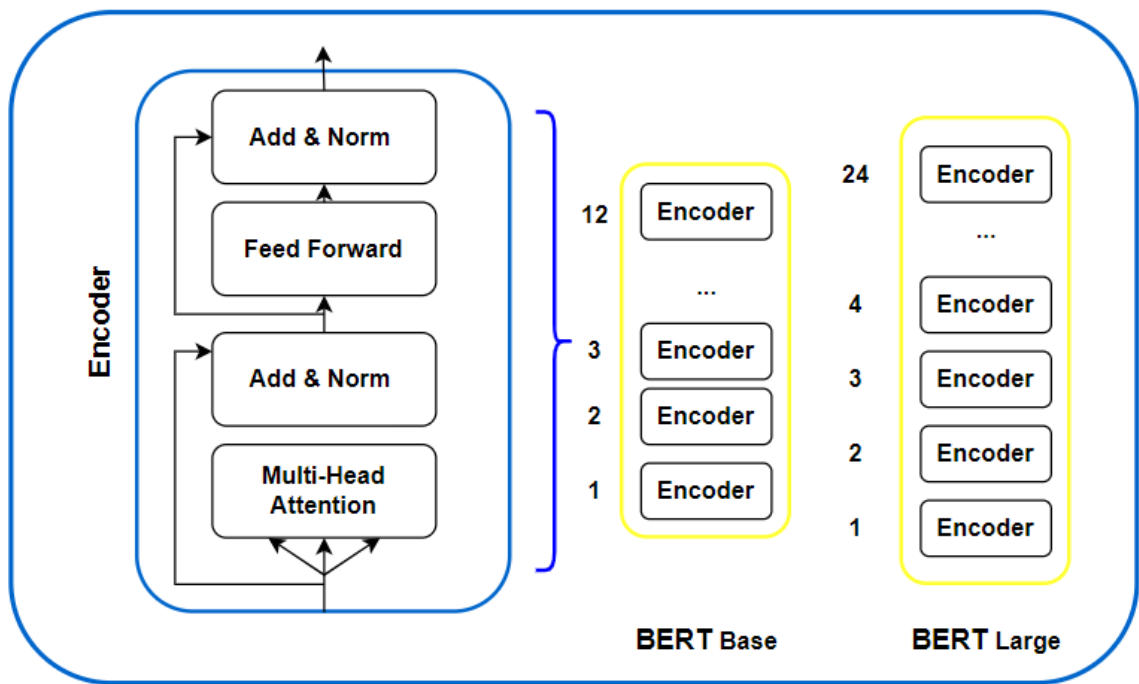 Encoder
Add & Norm
Feed Forward
Add & Norm
Multi-Head
Attention
12
Encoder
...
3
Encoder
2
Encoder
1
Encoder
BERT Base
24
Encoder
...
4
Encoder
3
Encoder
2
Encoder
1
Encoder
BERT Large